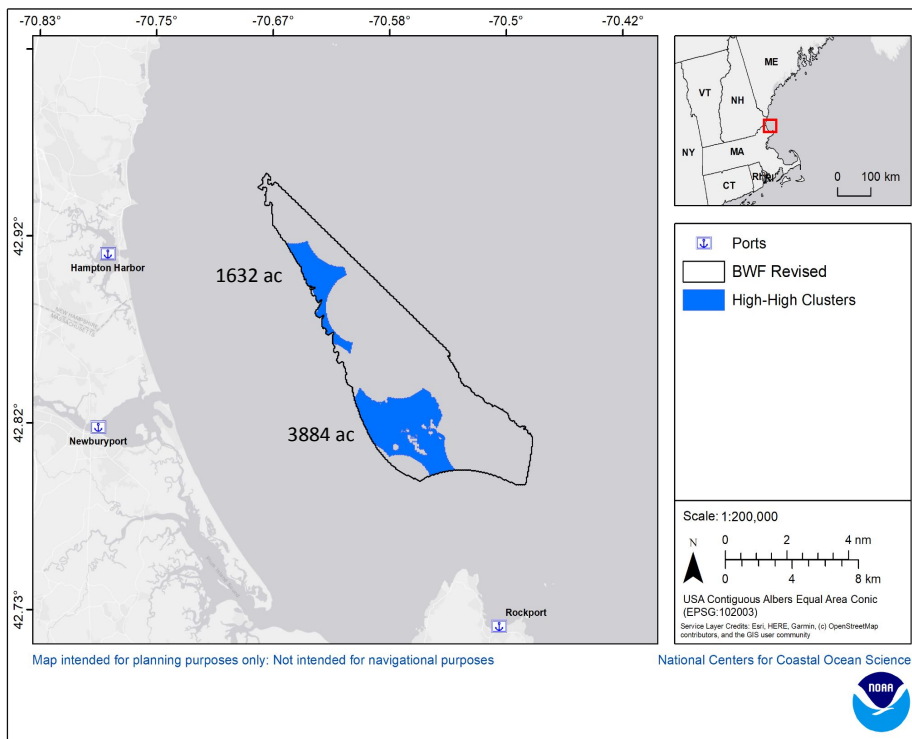 -70.83° -70.75° -70.67° -70.58° -70.5° -70.42°
42.92°
42.82°
42.73°
Hampton Harbor
NEW HAMPSHIRE
MASSACHUSETTS
Newburyport
Rockport
1632 ac
3884 ac
ME
VT
NH
NY
MA
CT
RI
0 100 km
Ports
BWF Revised
High-High Clusters
Scale: 1:200,000
N
0 2 4 nm
0 4 8 km
USA Contiguous Albers Equal Area Conic
(EPSG:102003)
Service Layer Credits: Esri, HERE, Garmin, (c) OpenStreetMap
contributors, and the GIS user community
Map intended for planning purposes only: Not intended for navigational purposes
National Centers for Coastal Ocean Science
NOAA